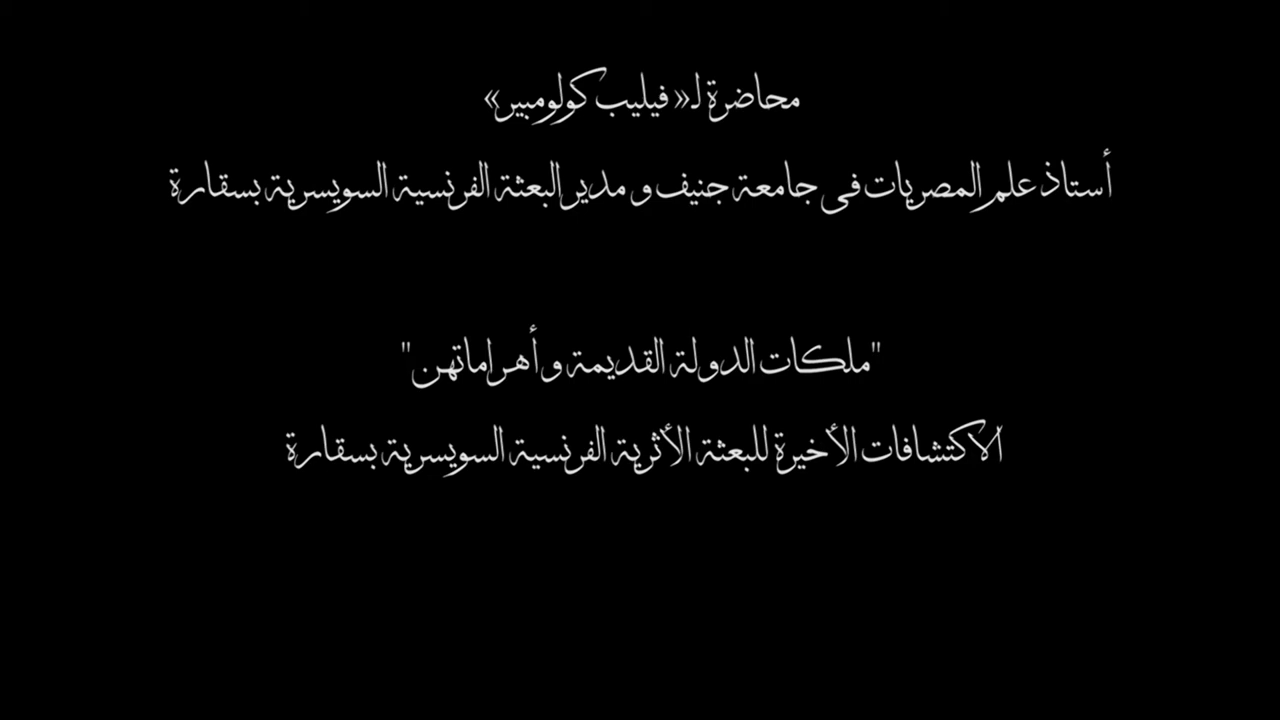 محاضرة لـ« فيليب كولومبير»
أستاذ علم المصريات فى جامعة جنيف و مدير البعثة الفرنسية السويسرية بسقارة
"ملكات الدولة القديمة و أهراماتهن"
الاكتشافات الأخيرة للبعثة الأثرية الفرنسية السويسرية بسقارة